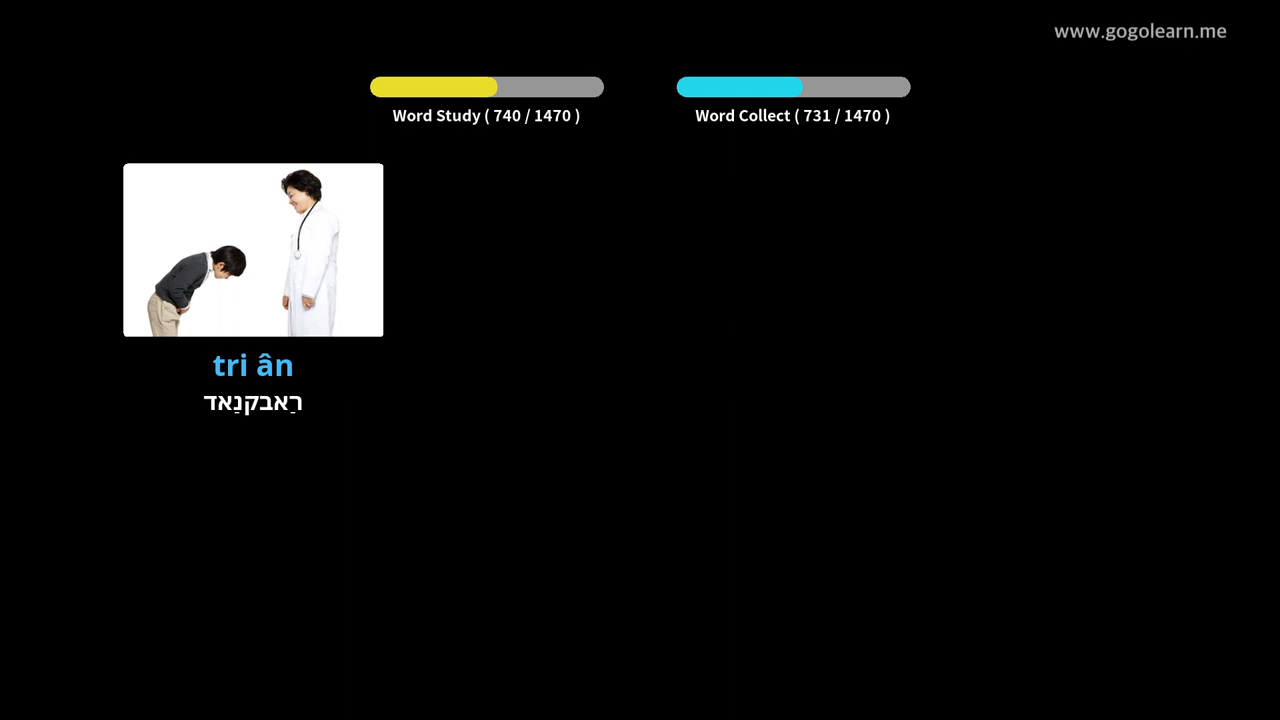 www.gogolearn.me
Word Study ( 740 / 1470 )
Word Collect ( 731 / 1470 )
tri ân
רַאבקנַאד